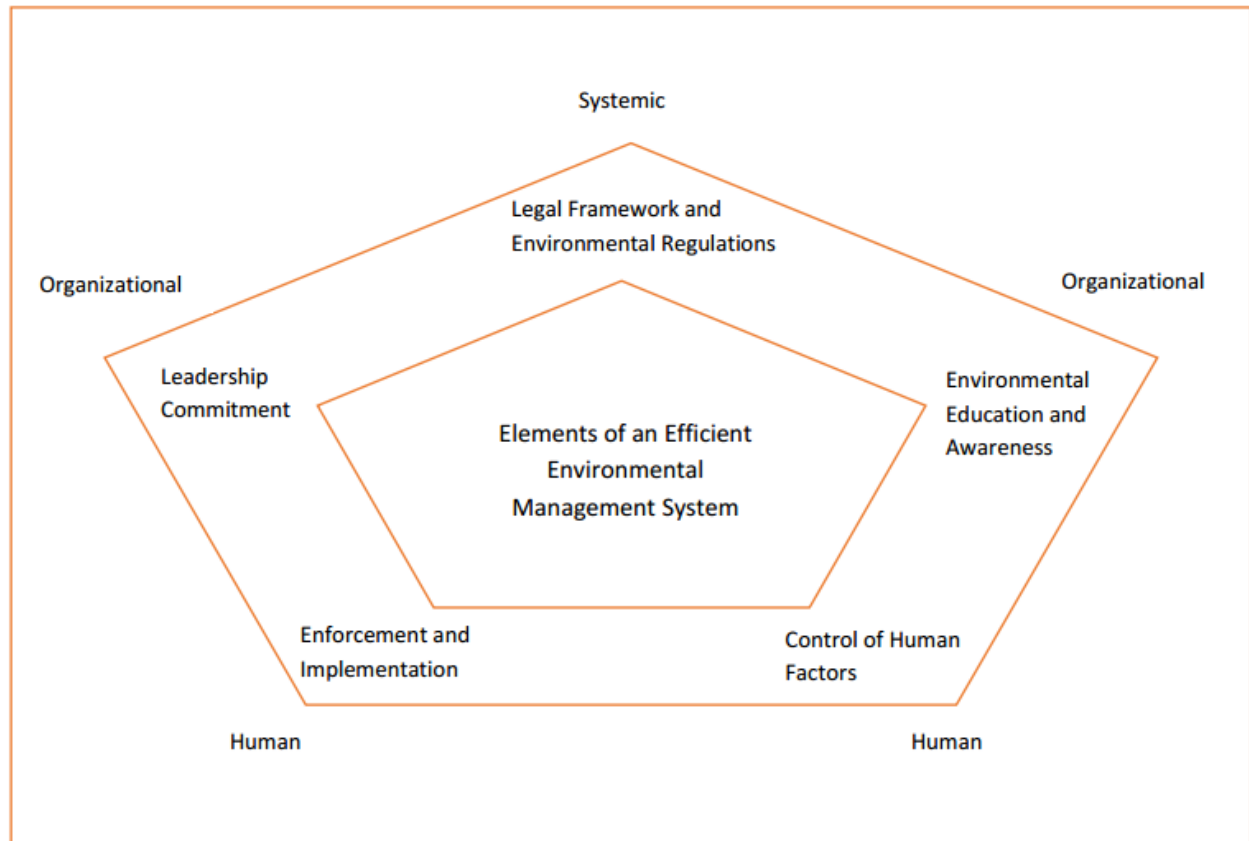 Systemic
Legal Framework and
Environmental Regulations
Organizational
Organizational
Leadership
Commitment
Environmental
Education and
Awareness
Elements of an Efficient
Environmental
Management System
Enforcement and
Implementation
Control of Human
Factors
Human
Human